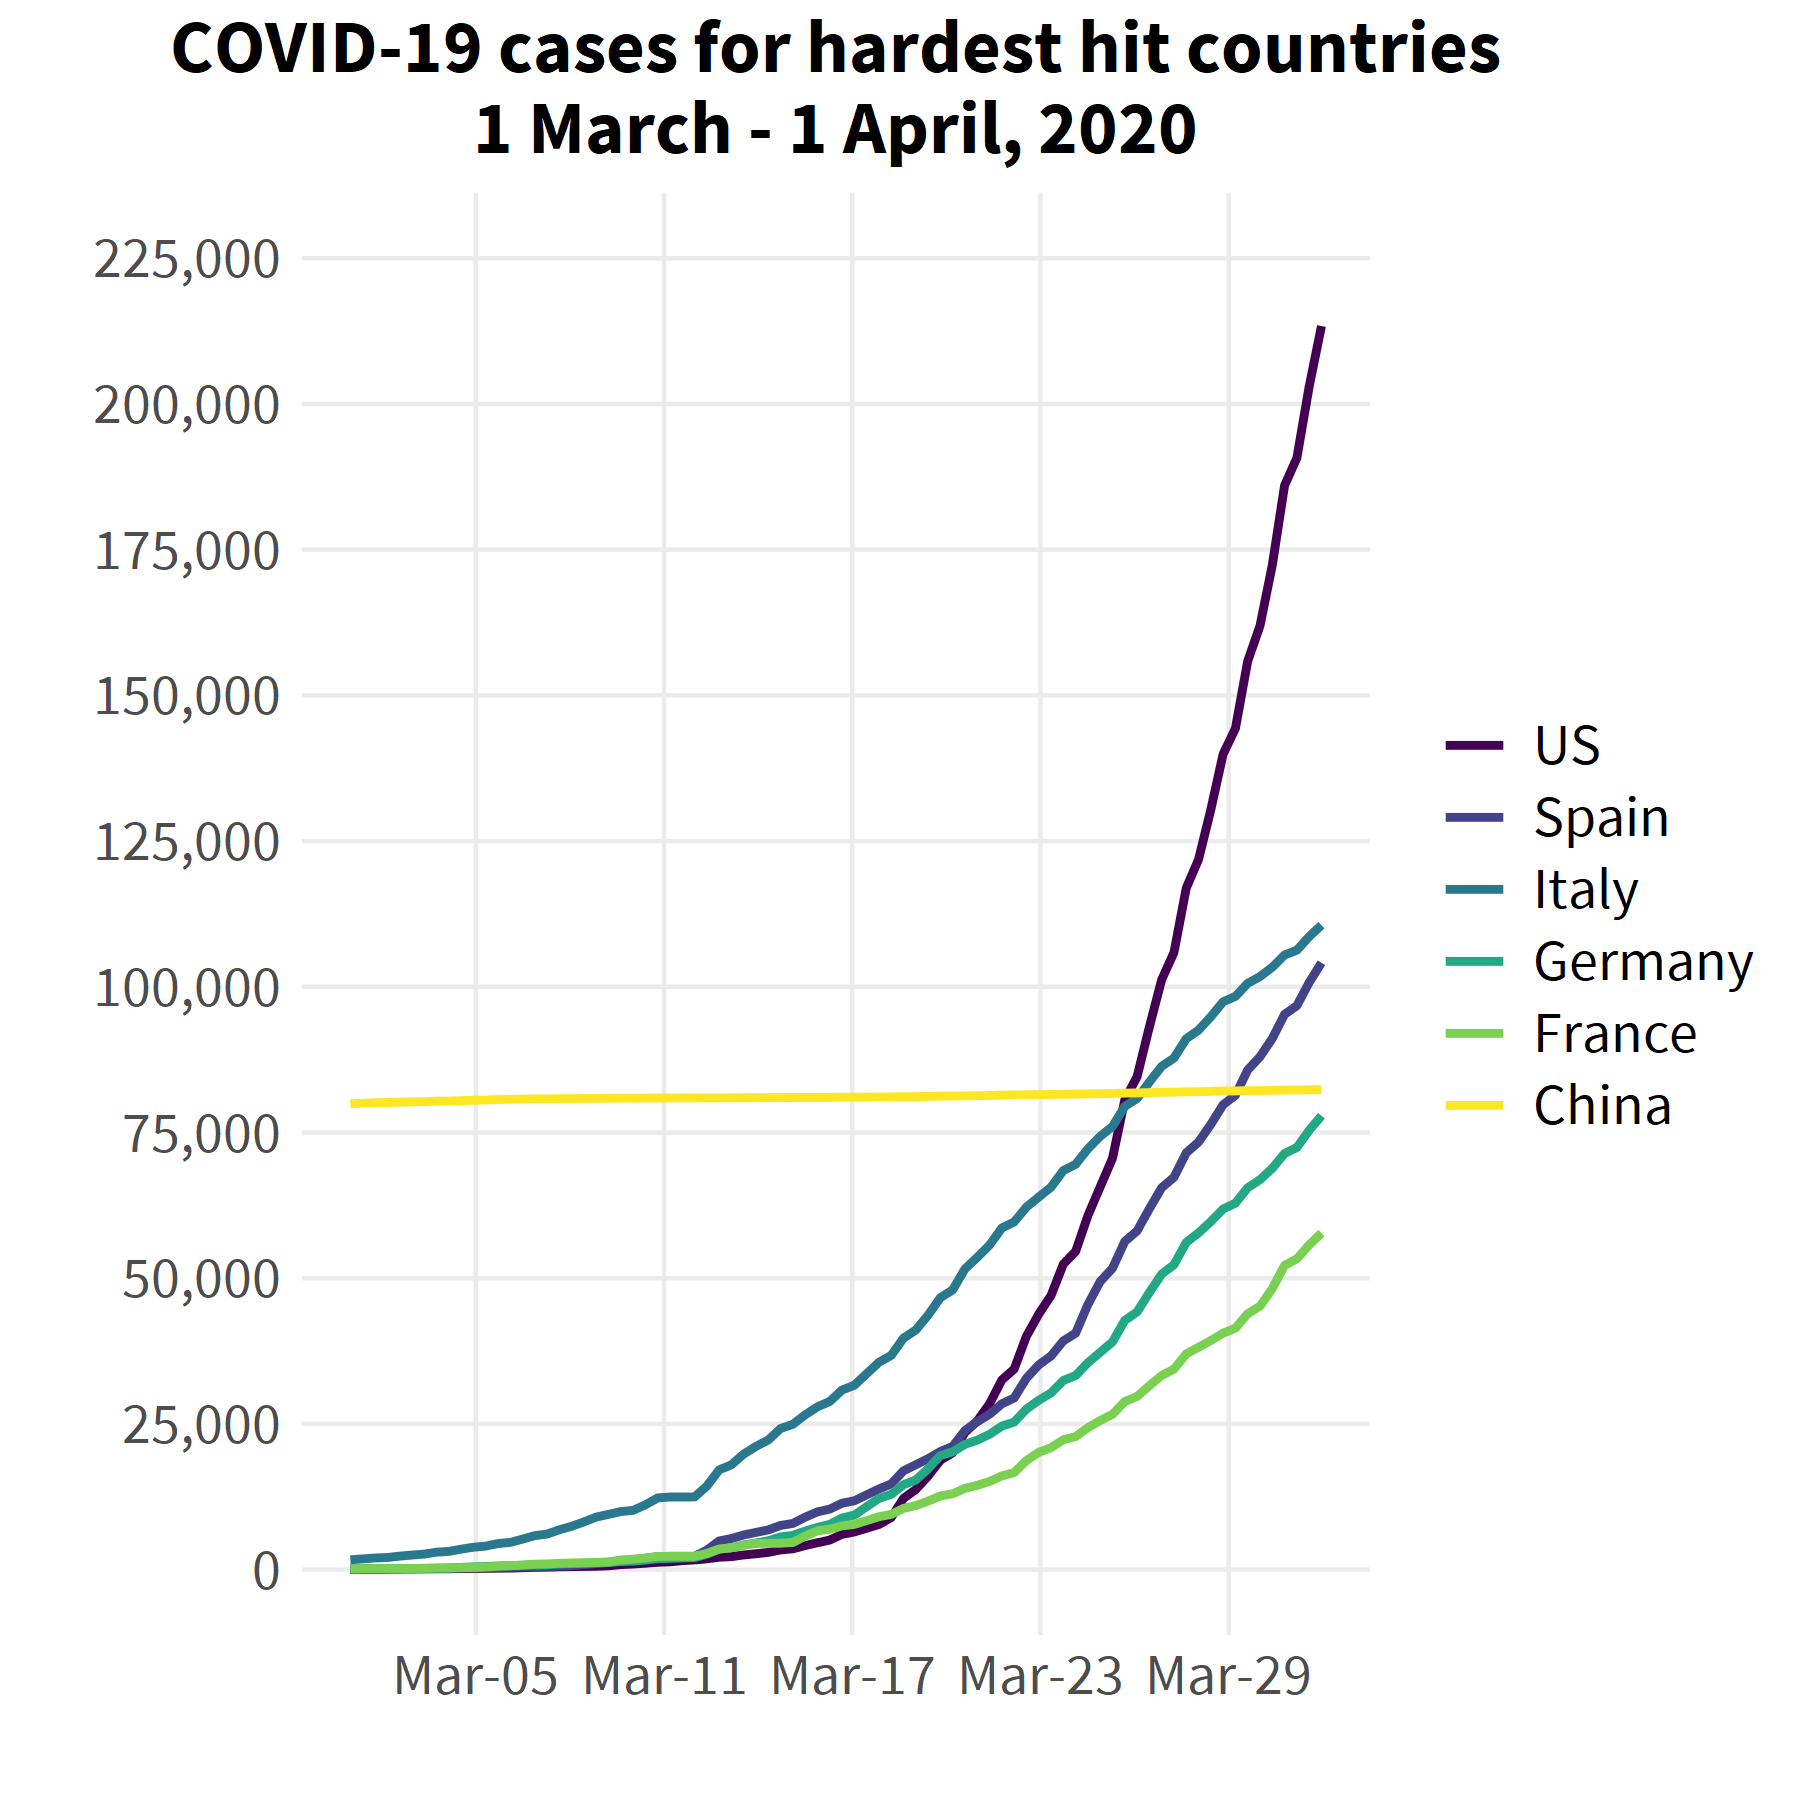 COVID-19 cases for hardest hit countries
1 March - 1 April, 2020
225,000
200,000
175,000
150,000
125,000
100,000
75,000
50,000
25,000
0
Mar-05 Mar-11 Mar-17 Mar-23 Mar-29
US
Spain
Italy
Germany
France
China